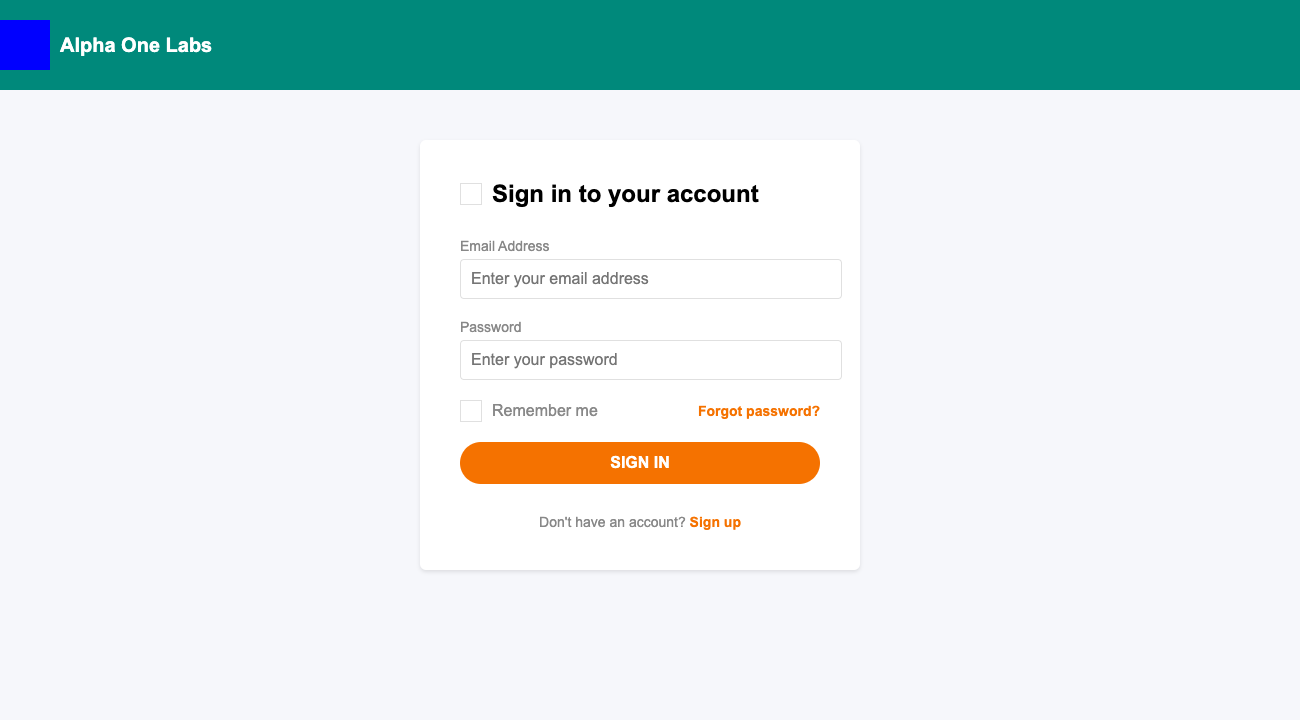 Alpha One Labs
Sign in to your account
Email Address
Enter your email address
Password
Enter your password
Remember me Forgot password?
SIGN IN
Don't have an account? Sign up